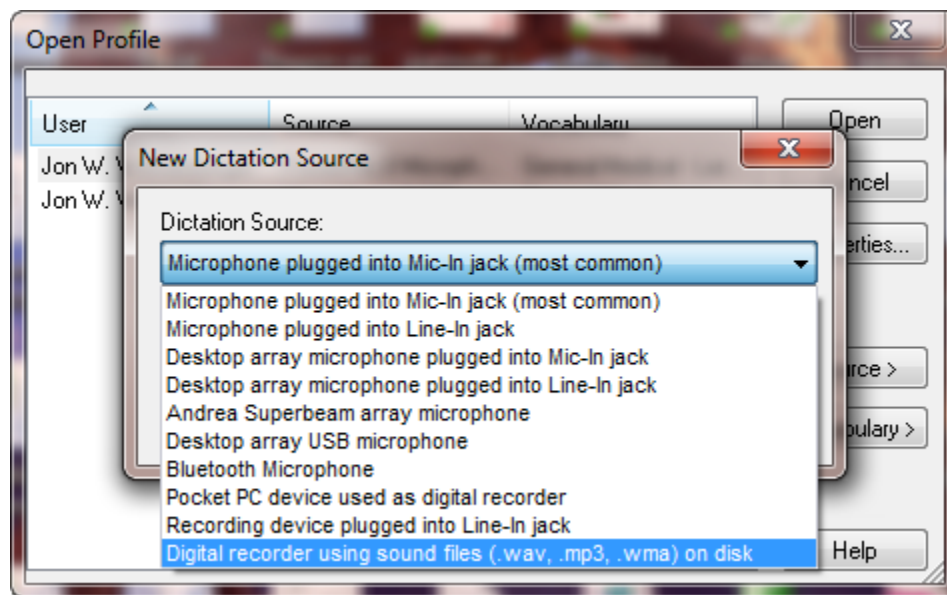 Open Profile
User Source Vocabulary Open
Jon W.
Jon W.
New Dictation Source
Dictation Source:
Microphone plugged into Mic-In jack (most common)
Microphone plugged into Mic-In jack (most common)
Microphone plugged into Line-In jack
Desktop array microphone plugged into Mic-In jack
Desktop array microphone plugged into Line-In jack
Andrea Superbeam array microphone
Desktop array USB microphone
Bluetooth Microphone
Pocket PC device used as digital recorder
Recording device plugged into Line-In jack
Digital recorder using sound files (.wav, .mp3, .wma) on disk
Help